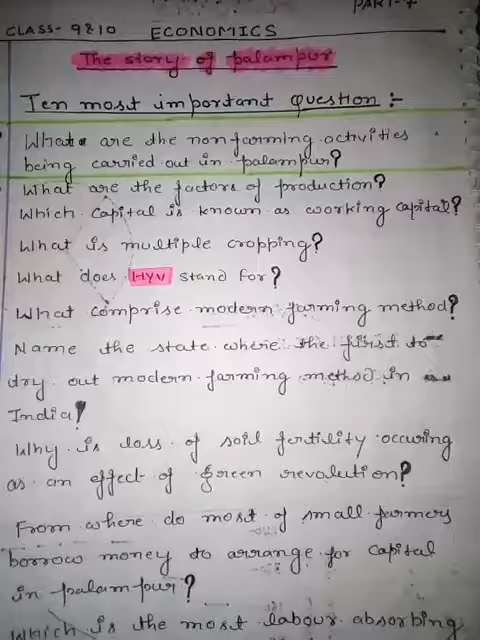 PART-7
CLASS- 9&10 ECONOMICS
The story of palampur
Ten most important question :-
What are the nonfarming activities
being carried out in palampur?
What are the factors of production?
Which capital is known as working capital?
What is multiple cropping?
What does HYV stand for?
What comprise modern farming method?
Name the state where the first to
dry out modern farming method in
India!
Why is loss of soil fertility occuring
as an effect of green revolution?
From where do most of small farmers
borrow money to arrange for capital
in palampur?
Which is the most labour absorbing